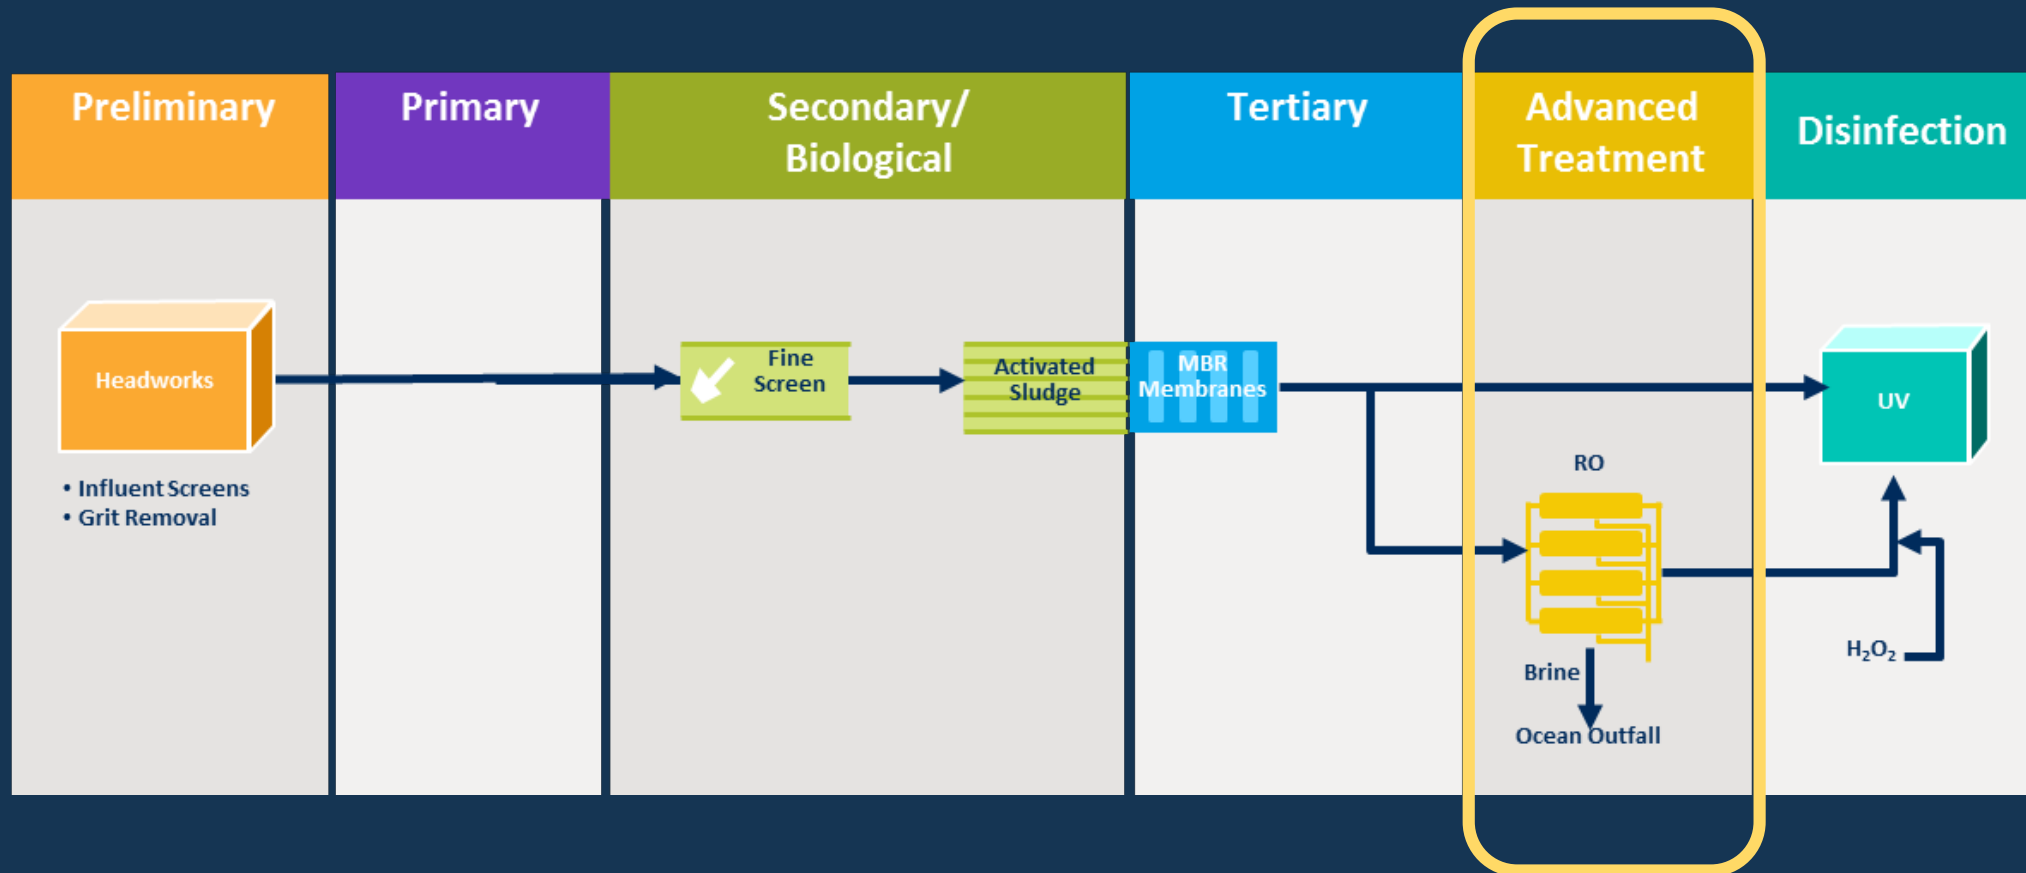 Preliminary
Primary
Secondary/
Biological
Tertiary
Advanced
Treatment
Disinfection
Headworks
• Influent Screens
• Grit Removal
Fine
Screen
Activated
Sludge
MBR
Membranes
RO
Brine
Ocean Outfall
UV
H₂O₂